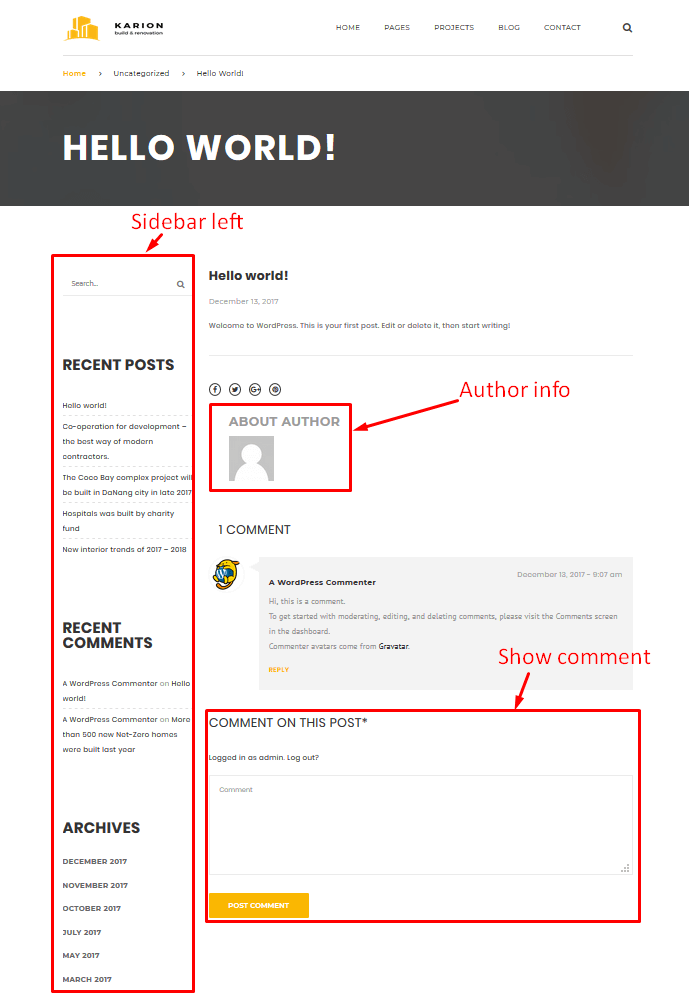 KARION
build & renovation
HOME PAGES PROJECTS BLOG CONTACT
Home > Uncategorized > Hello World!
HELLO WORLD!
Sidebar left
Search...
RECENT POSTS
Hello world!
Co-operation for development –
the best way of modern
contractors.
The Coco Bay complex project will
be built in DaNang city in late 2017
Hospitals was built by charity
fund
New interior trends of 2017 – 2018
RECENT
COMMENTS
A WordPress Commenter on Hello
world!
A WordPress Commenter on More
than 500 new Net-Zero homes
were built last year
ARCHIVES
DECEMBER 2017
NOVEMBER 2017
OCTOBER 2017
JULY 2017
MAY 2017
MARCH 2017
Hello world!
December 13, 2017
Welcome to WordPress. This is your first post. Edit or delete it, then start writing!
Author info
ABOUT AUTHOR
1 COMMENT
A WordPress Commenter
December 13, 2017 - 9:07 am
Hi, this is a comment.
To get started with moderating, editing, and deleting comments, please visit the Comments screen
in the dashboard.
Commenter avatars come from Gravatar.
REPLY
Show comment
COMMENT ON THIS POST*
Logged in as admin. Log out?
Comment
POST COMMENT